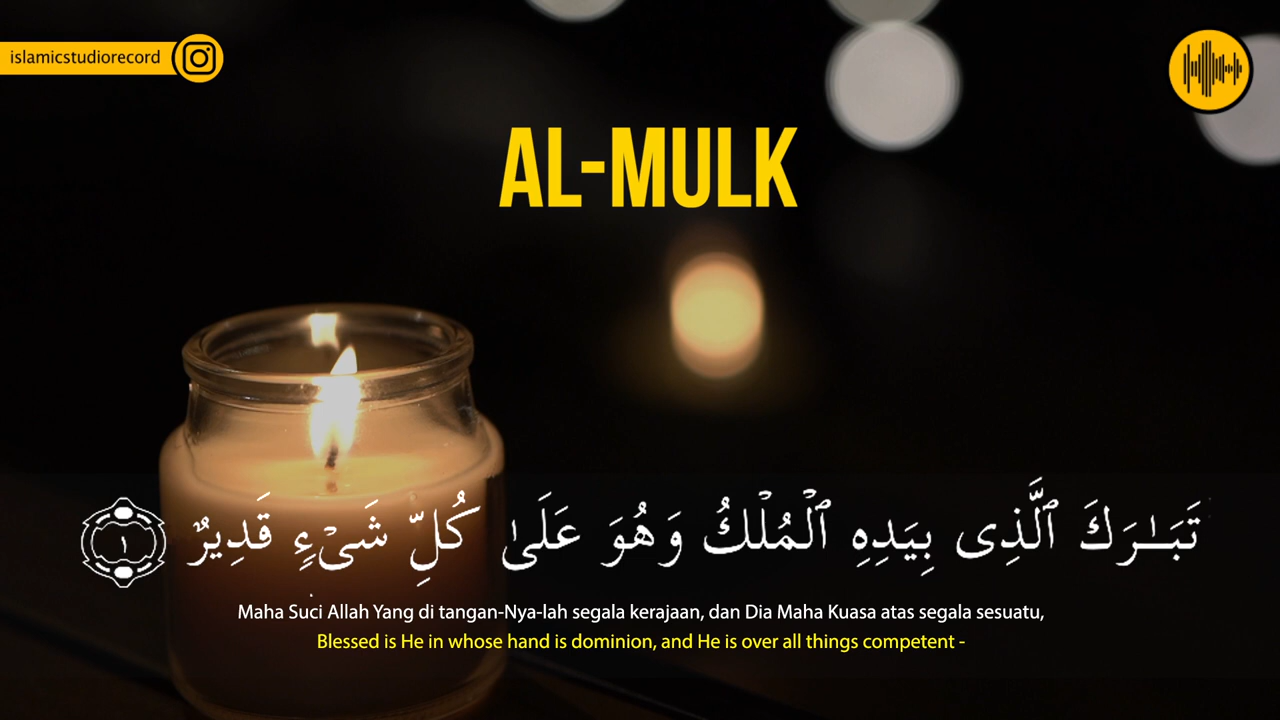 islamicstudiorecord
AL-MULK
تَبَـٰرَكَ ٱلَّذِى بِيَدِهِ ٱلْمُلْكُ وَهُوَ عَلَىٰ كُلِّ شَىْءٍ قَدِيرٌ ١
Maha Suci Allah Yang di tangan-Nya-lah segala kerajaan, dan Dia Maha Kuasa atas segala sesuatu,
Blessed is He in whose hand is dominion, and He is over all things competent -